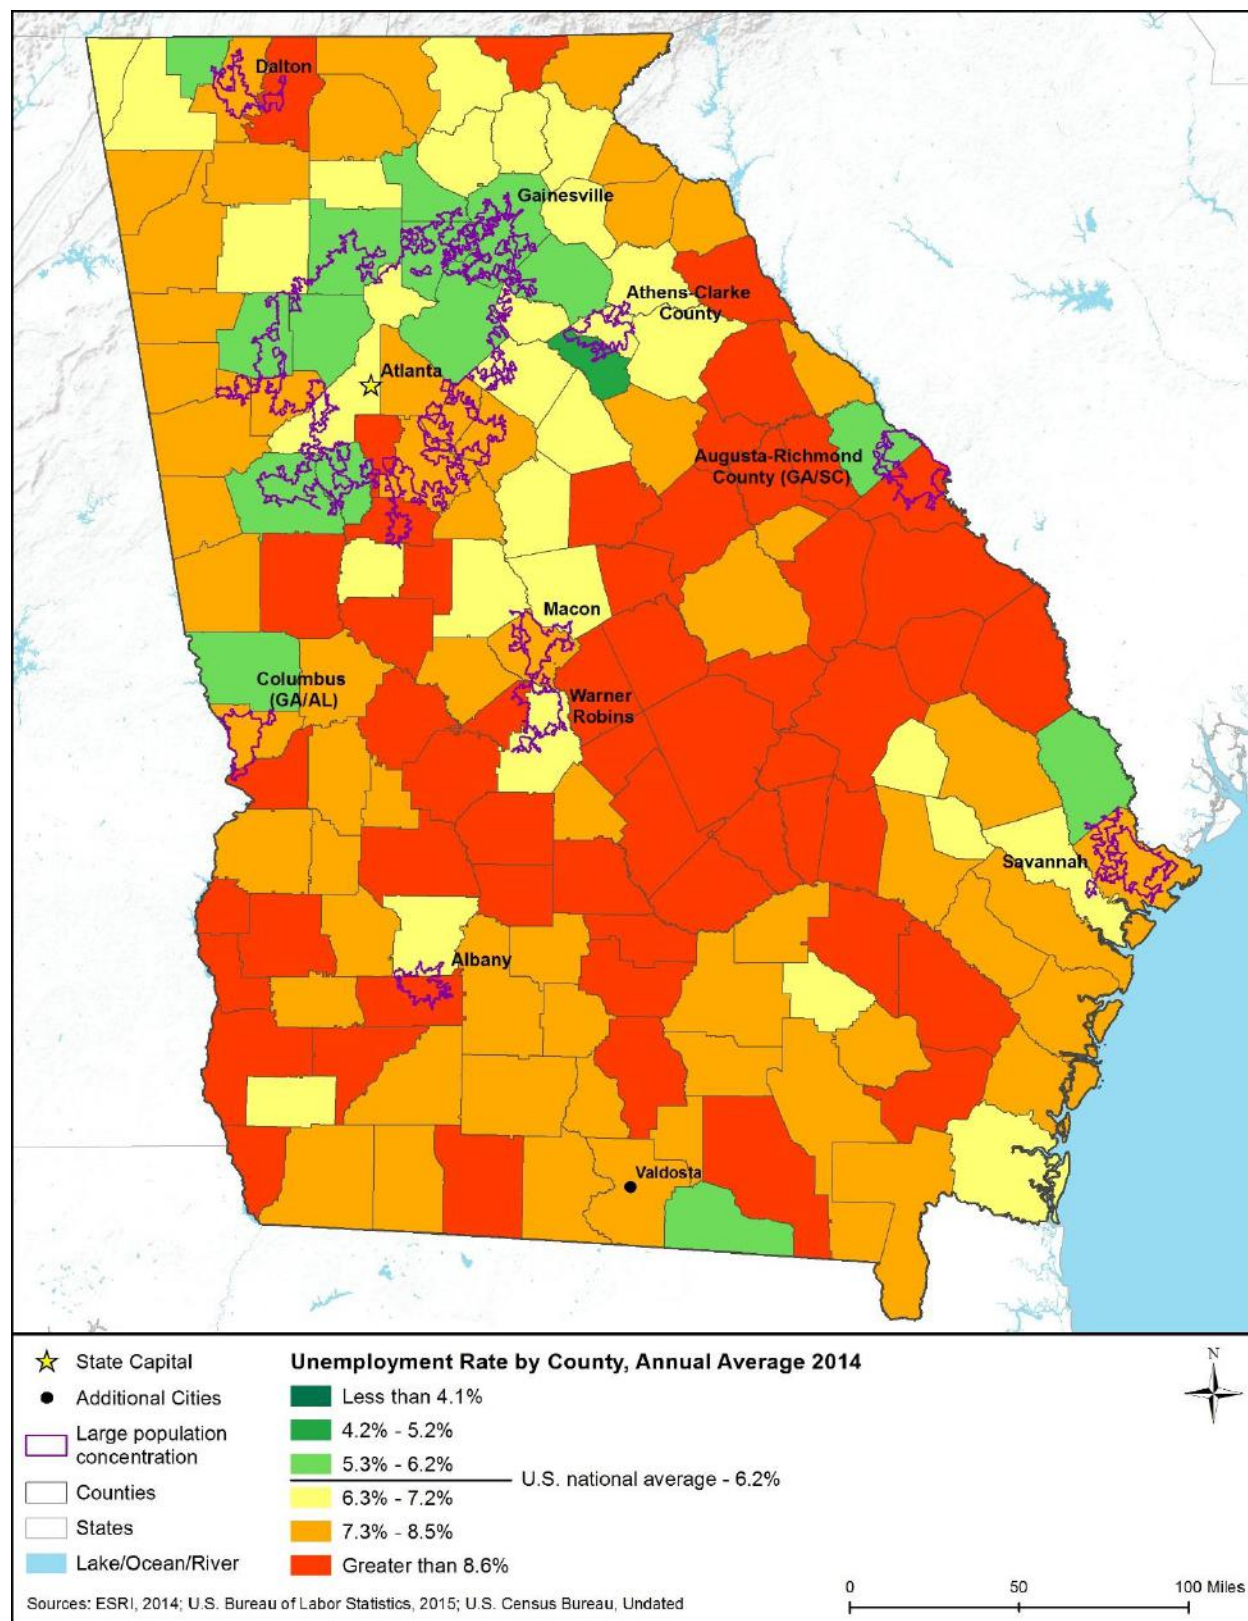 Dalton
Gainesville
Athens-Clarke
County
Atlanta
Augusta-Richmond
County (GA/SC)
Macon
Columbus
(GA/AL)
Warner
Robins
Savannah
Albany
Valdosta
State Capital
Additional Cities
Large population
concentration
Counties
States
Lake/Ocean/River
Unemployment Rate by County, Annual Average 2014
Less than 4.1%
4.2% - 5.2%
5.3% - 6.2%
U.S. national average - 6.2%
6.3% - 7.2%
7.3% - 8.5%
Greater than 8.6%
N
0 50 100 Miles
Sources: ESRI, 2014; U.S. Bureau of Labor Statistics, 2015; U.S. Census Bureau, Undated